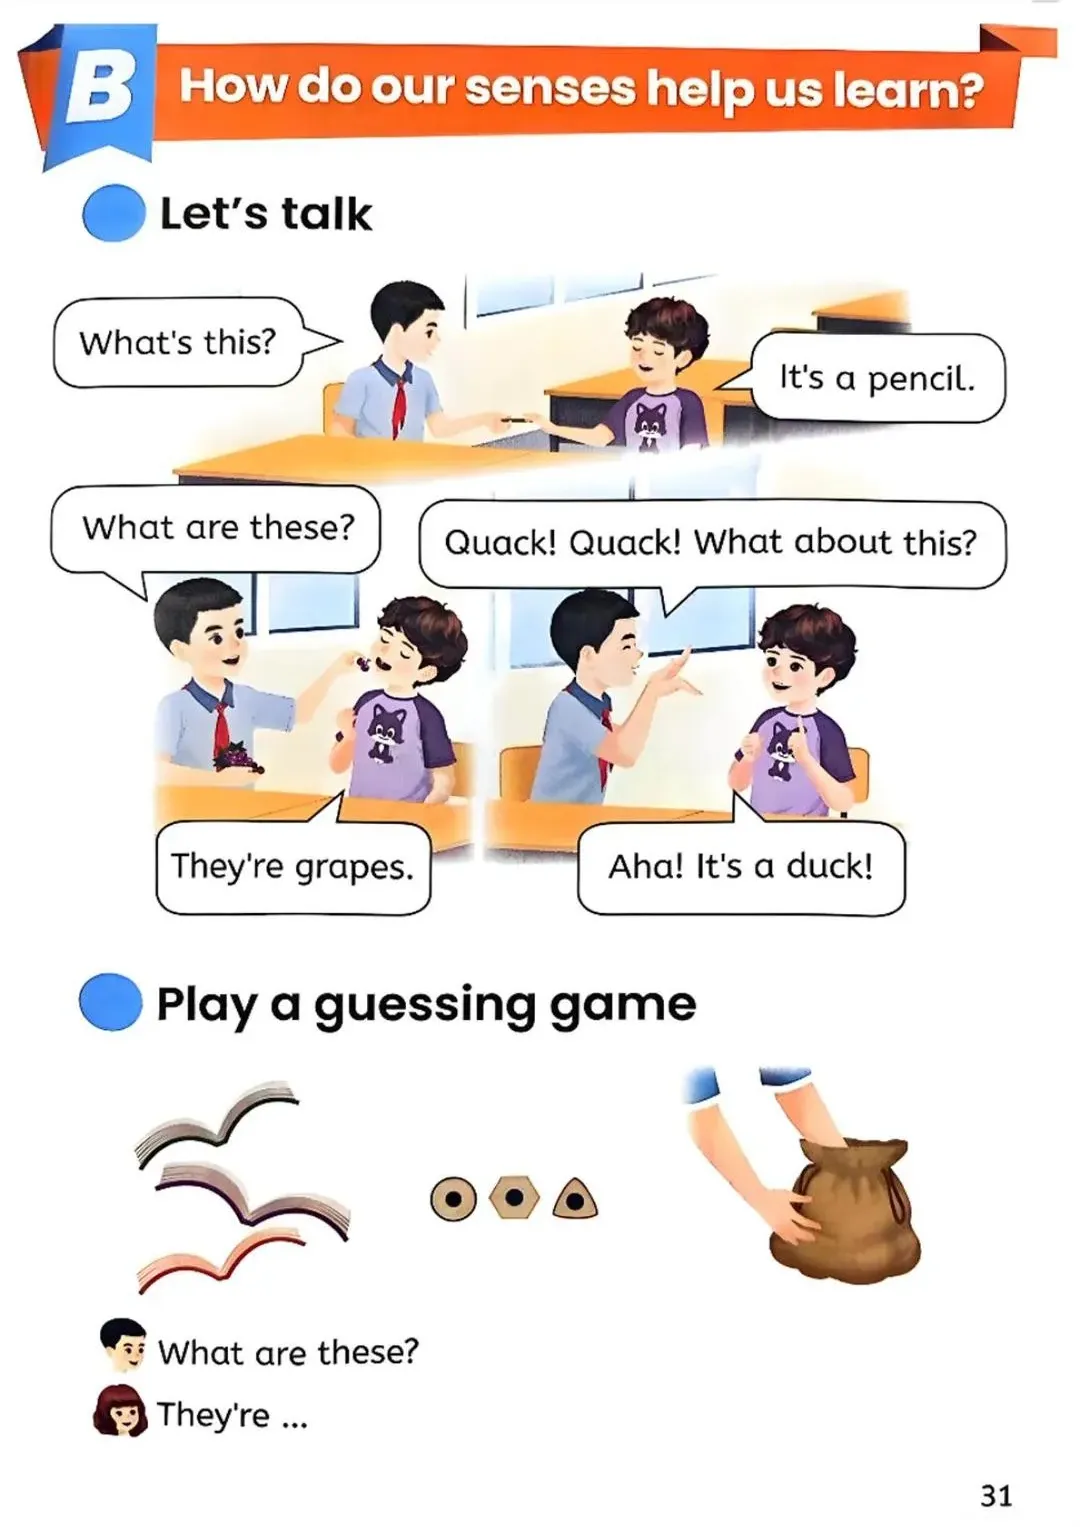 B
How do our senses help us learn?
Let's talk
What's this?
It's a pencil.
What are these?
Quack! Quack! What about this?
They're grapes.
Aha! It's a duck!
Play a guessing game
What are these?
They're ...
31